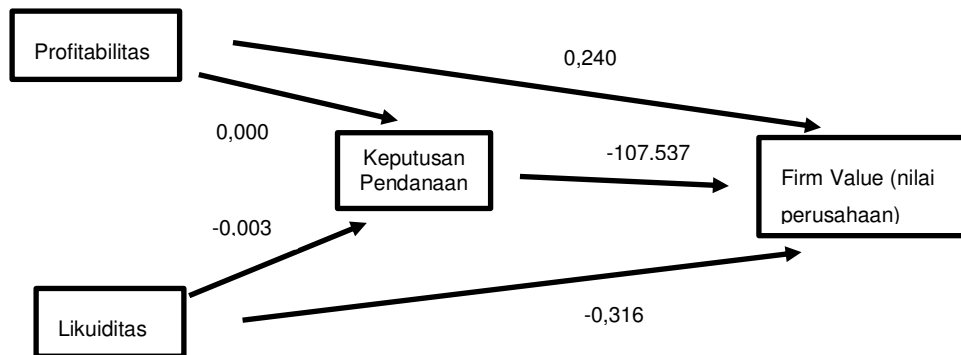 Profitabilitas
0,240
0,000
Keputusan
Pendanaan
-107.537
Firm Value (nilai
perusahaan)
-0.003
Likuiditas
-0,316